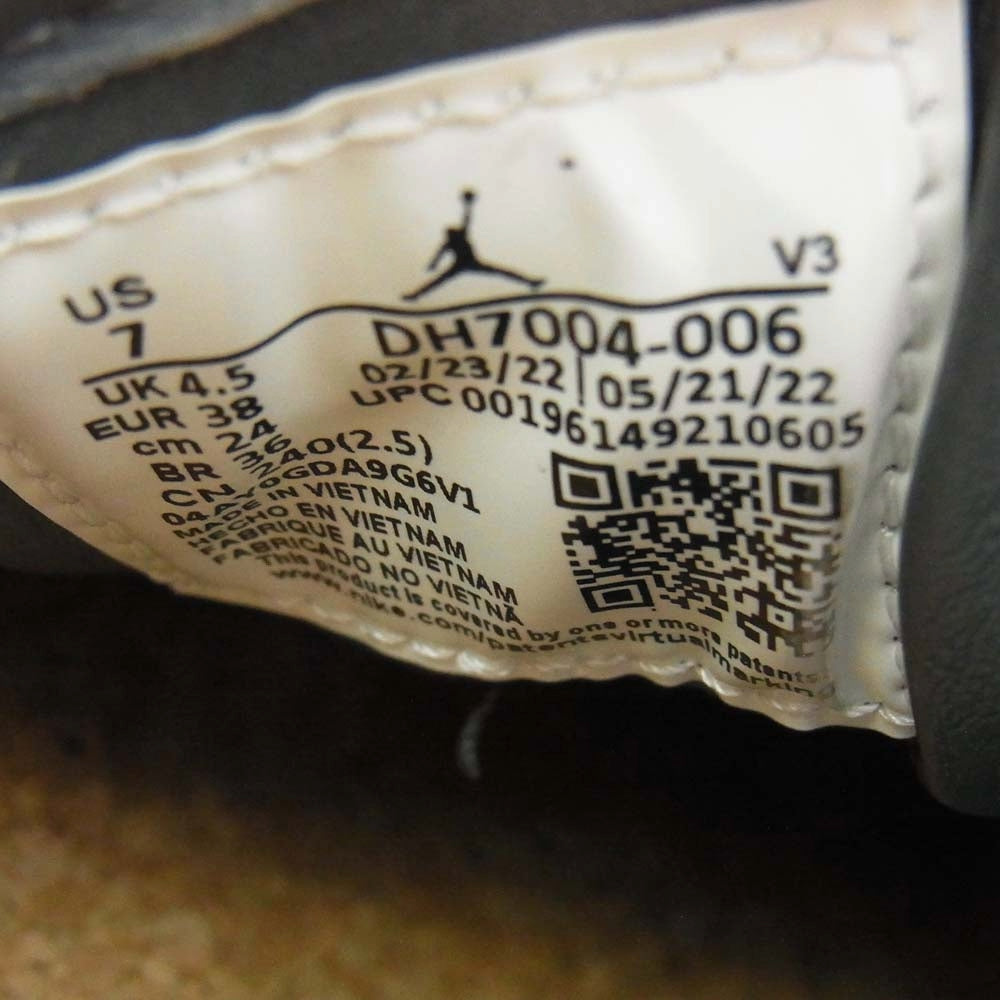 US
7
V3
UK 4.5
EUR 38
cm 24
BR 36
CN 240(2.5)
DH7004-006
02/23/22 | 05/21/22
UPC 00196149210605
MADE IN VIETNAM
HECHO EN VIETNAM
FABRIQUE AU VIETNAM
FABRICADO NO VIETNÃ
This product is covered by one or more patents
www.nike.com/patentsvirtualmarking